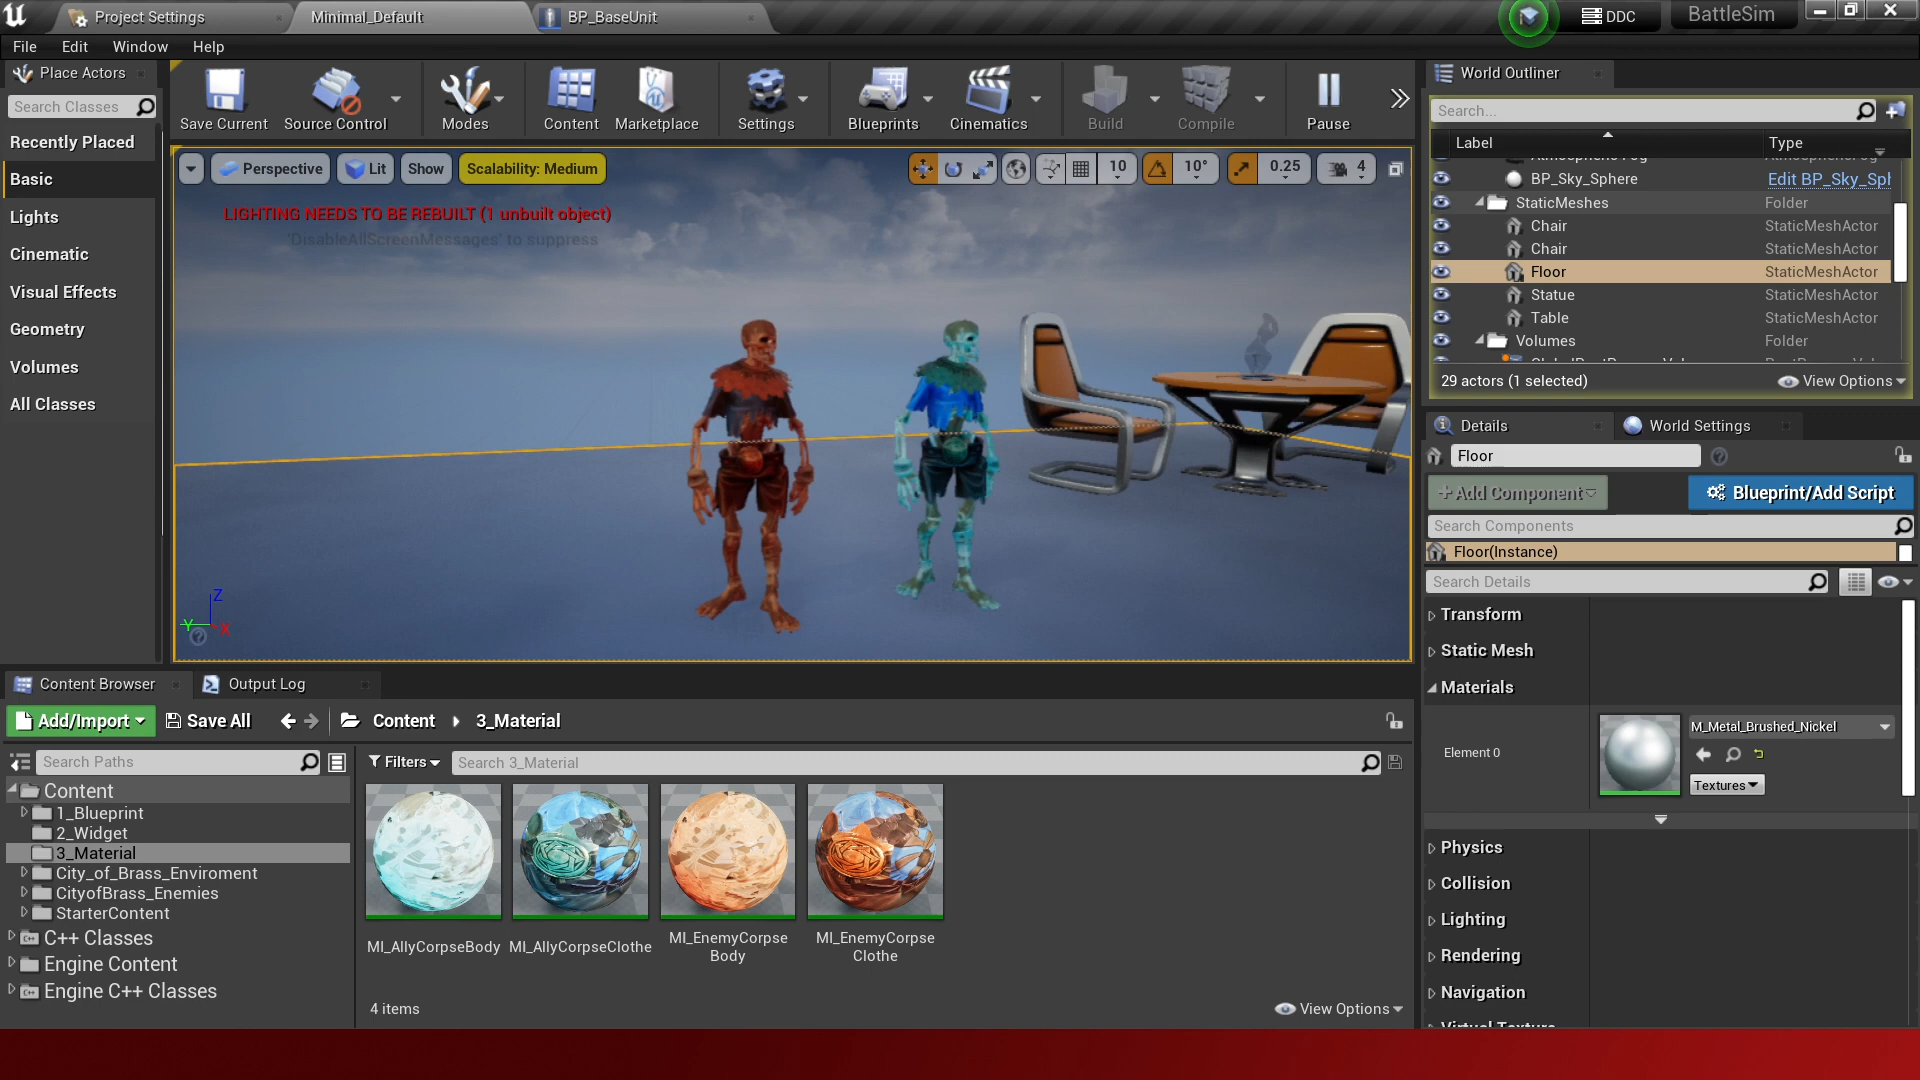 Project Settings
Minimal_Default
BP_BaseUnit
DDC
BattleSim
File Edit Window Help
Place Actors
Search Classes
Recently Placed
Basic
Lights
Cinematic
Visual Effects
Geometry
Volumes
All Classes
Save Current
Source Control
Modes
Content
Marketplace
Settings
Blueprints
Cinematics
Build
Compile
Pause
Perspective
Lit
Show
Scalability: Medium
10
10°
0.25
4
LIGHTING NEEDS TO BE REBUILT (1 unbuilt object)
'DisableAllScreenMessages' to suppress
Z
Y
X
World Outliner
Search...
Label Type
BP_Sky_Sphere Edit BP_Sky_Spl
StaticMeshes Folder
Chair StaticMeshActor
Chair StaticMeshActor
Floor StaticMeshActor
Statue StaticMeshActor
Table StaticMeshActor
Volumes Folder
29 actors (1 selected)
View Options
Details
World Settings
Floor
+Add Component
Blueprint/Add Script
Search Components
Floor(Instance)
Search Details
Transform
Static Mesh
Materials
Element 0
M_Metal_Brushed_Nickel
Textures
Physics
Collision
Lighting
Rendering
Navigation
Virtual Texture
Content Browser
Output Log
Add/Import
Save All
Content
3_Material
Search Paths
Filters
Search 3_Material
Content
1_Blueprint
2_Widget
3_Material
City_of_Brass_Enviroment
CityofBrass_Enemies
StarterContent
C++ Classes
Engine Content
Engine C++ Classes
MI_AllyCorpseBody
MI_AllyCorpseClothe
MI_EnemyCorpse
Body
MI_EnemyCorpse
Clothe
4 items
View Options